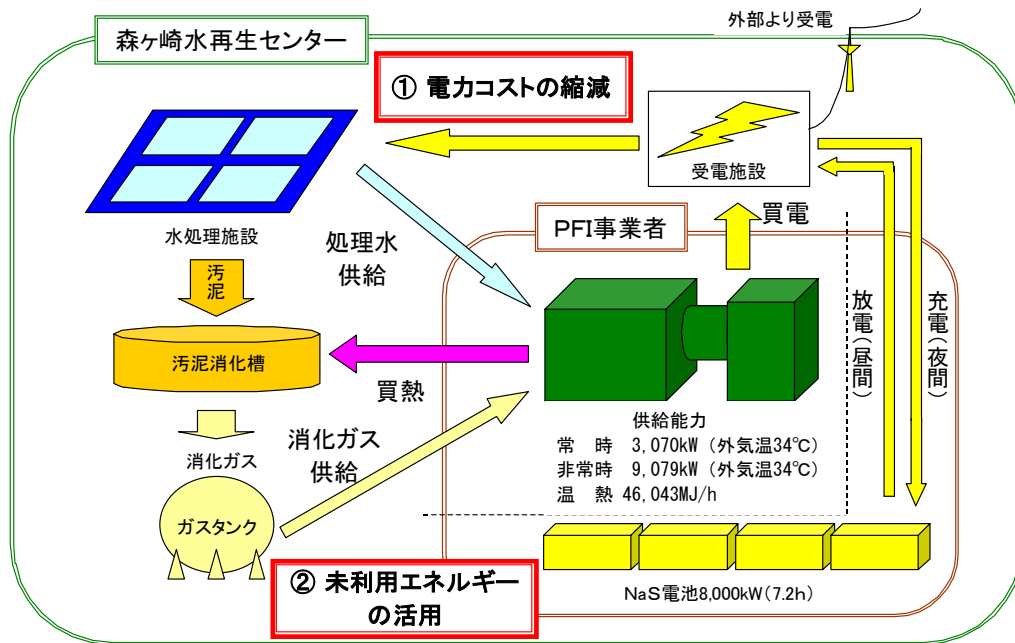 外部より受電
森ヶ崎水再生センター
① 電力コストの縮減
受電施設
水処理施設
処理水
供給
買電
PFI事業者
汚
泥
放電(昼間)
充電(夜間)
汚泥消化槽
買熱
供給能力
常　時　3,070kW (外気温34℃)
非常時　9,079kW (外気温34℃)
温　熱 46,043MJ/h
消化ガス
消化ガス
供給
ガスタンク
② 未利用エネルギー
の活用
NaS電池8,000kW(7.2h)